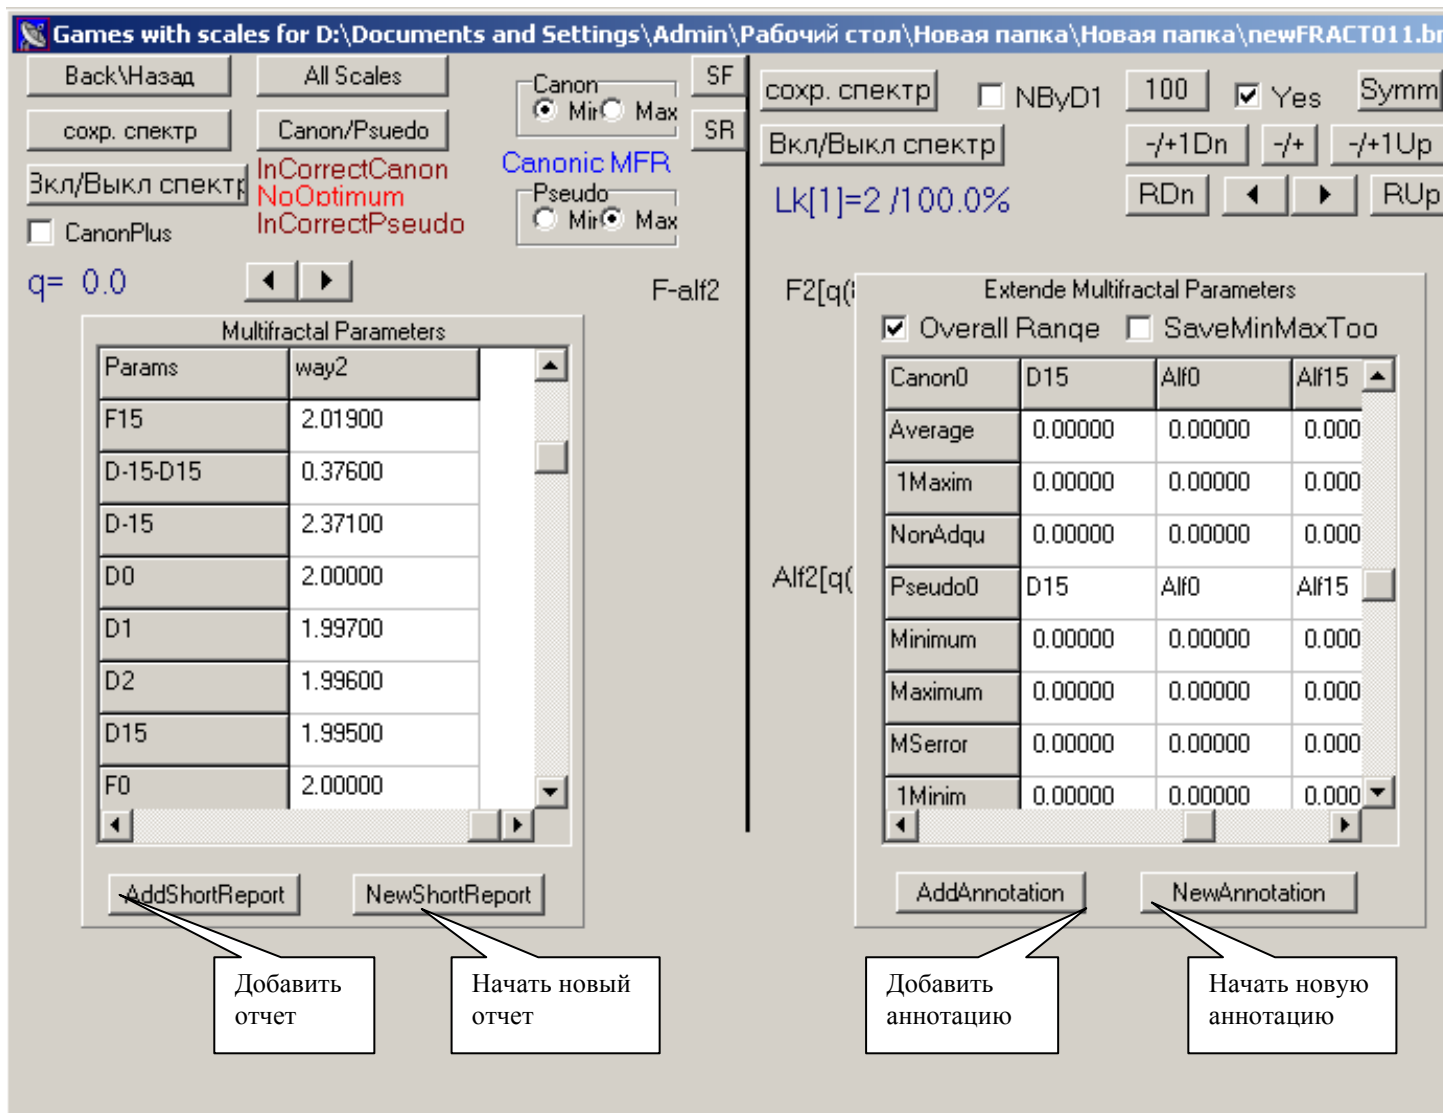 Games with scales for D:\Documents and Settings\Admin\Рабочий стол\Новая папка\Новая папка\newFRACT011.br
Back\Назад
All Scales
Canon
Min Max
SF
сохр. спектр
NByD1
100
Yes
Symm
сохр. спектр
Canon/Psuedo
SR
Вкл/Выкл спектр
-/+1Dn
-/+
-/+1Up
Вкл/Выкл спектр
InCorrectCanon
NoOptimum
InCorrectPseudo
Canonic MFR
Pseudo
Min Max
Lk[1]=2 /100.0%
RDn
RUp
CanonPlus
q= 0.0
F-alf2
F2[q(
Alf2[q(
Multifractal Parameters
Params way2
F15 2.01900
D-15-D15 0.37600
D-15 2.37100
D0 2.00000
D1 1.99700
D2 1.99600
D15 1.99500
F0 2.00000
AddShortReport
NewShortReport
Extende Multifractal Parameters
Overall Range
SaveMinMaxToo
Canon0 D15 Alf0 Alf15
Average 0.00000 0.00000 0.000
1Maxim 0.00000 0.00000 0.000
NonAdqu 0.00000 0.00000 0.000
Pseudo0 D15 Alf0 Alf15
Minimum 0.00000 0.00000 0.000
Maximum 0.00000 0.00000 0.000
MSerror 0.00000 0.00000 0.000
1Minim 0.00000 0.00000 0.000
AddAnnotation
NewAnnotation
Добавить
отчет
Начать новый
отчет
Добавить
аннотацию
Начать новую
аннотацию